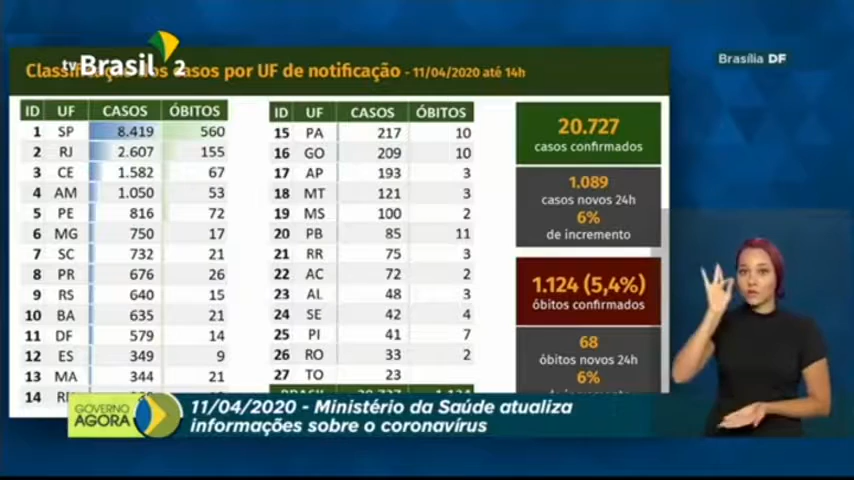 tv Brasil 2
Classificação dos casos por UF de notificação - 11/04/2020 até 14h
Brasília DF
ID UF CASOS ÓBITOS
1 SP 8.419 560
2 RJ 2.607 155
3 CE 1.582 67
4 AM 1.050 53
5 PE 816 72
6 MG 750 17
7 SC 732 21
8 PR 676 26
9 RS 640 15
10 BA 635 21
11 DF 579 14
12 ES 349 9
13 MA 344 21
14
ID UF CASOS ÓBITOS
15 PA 217 10
16 GO 209 10
17 AP 193 3
18 MT 121 3
19 MS 100 2
20 PB 85 11
21 RR 75 3
22 AC 72 2
23 AL 48 3
24 SE 42 4
25 PI 41 7
26 RO 33 2
27 TO 23
BRASIL 20.727 1.124
20.727
casos confirmados
1.089
casos novos 24h
6%
de incremento
1.124 (5,4%)
óbitos confirmados
68
óbitos novos 24h
6%
de incremento
GOVERNO
AGORA
11/04/2020 - Ministério da Saúde atualiza
informações sobre o coronavírus